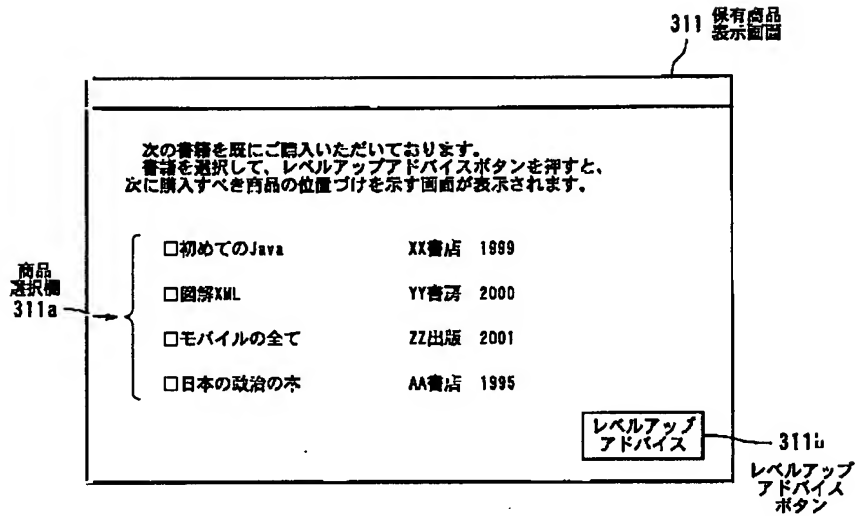 311 保有商品
表示画面
次の書籍を既にご購入いただいております。
書籍を選択して、レベルアップアドバイスボタンを押すと、
次に購入すべき商品の位置づけを示す画面が表示されます。
商品
選択欄
311a
□初めてのJava XX書店 1999
□図解XML YY書房 2000
□モバイルの全て ZZ出版 2001
□日本の政治の本 AA書店 1995
レベルアップ
アドバイス
311b
レベルアップ
アドバイス
ボタン